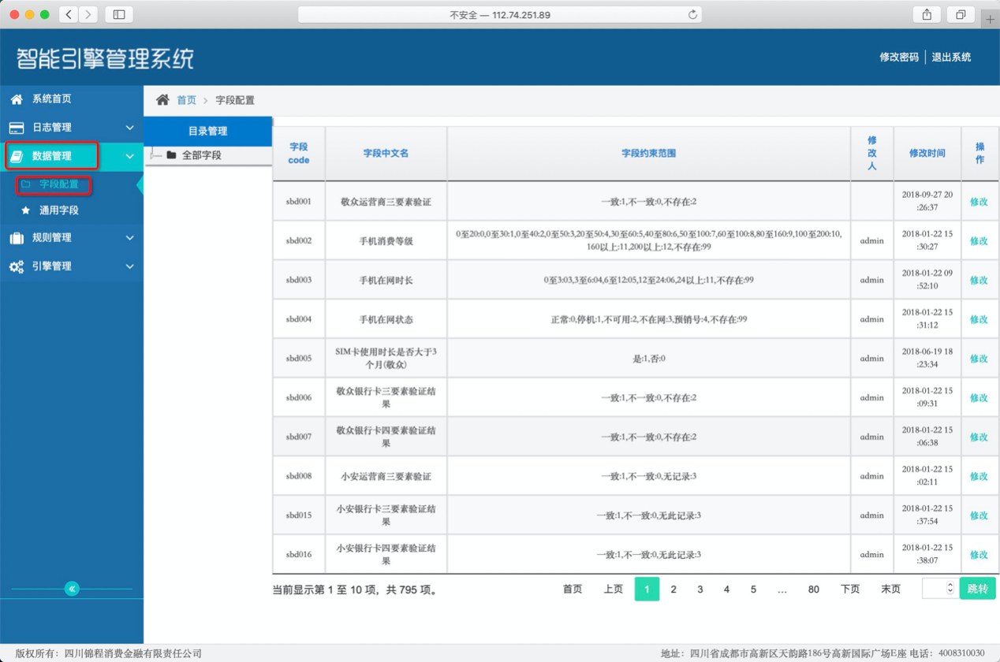 不安全 — 112.74.251.89
智能引擎管理系统
修改密码 退出系统
系统首页
日志管理
数据管理
字段配置
通用字段
规则管理
引擎管理
首页 > 字段配置
目录管理
全部字段
字段
code
字段中文名
字段约束范围
修
改
人
修改时间
操
作
sbd001
敬众运营商三要素验证
一致:1,不一致:0,不存在:2
2018-09-27 20
:26:37
修改
sbd002
手机消费等级
0至20:0,0至30:1,0至40:2,0至50:3,20至50:4,30至60:5,40至80:6,50至100:7,60至100:8,80至160:9,100至200:10,
160以上:11,200以上:12,不存在:99
admin
2018-01-22 15
:30:27
修改
sbd003
手机在网时长
0至3:03,3至6:04,6至12:05,12至24:06,24以上:11,不存在:99
admin
2018-01-22 09
:52:10
修改
sbd004
手机在网状态
正常:0,停机:1,不可用:2,不在网:3,预销号:4,不存在:99
admin
2018-01-22 15
:31:12
修改
sbd005
SIM卡使用时长是否大于3
个月(敬众)
是:1,否:0
admin
2018-06-19 18
:23:34
修改
sbd006
敬众银行卡三要素验证结
果
一致:1,不一致:0,不存在:2
admin
2018-01-22 15
:09:31
修改
sbd007
敬众银行卡四要素验证结
果
一致:1,不一致:0,不存在:2
admin
2018-01-22 15
:06:38
修改
sbd008
小安运营商三要素验证
一致:1,不一致:0,无记录:3
admin
2018-01-22 15
:02:11
修改
sbd015
小安银行卡三要素验证结
果
一致:1,不一致:0,无此记录:3
admin
2018-01-22 15
:37:54
修改
sbd016
小安银行卡四要素验证结
果
一致:1,不一致:0,无此记录:3
admin
2018-01-22 15
:38:07
修改
当前显示第 1 至 10 项，共 795 项。
首页 上页 1 2 3 4 5 … 80 下页 末页 跳转
版权所有：四川锦程消费金融有限责任公司
地址：四川省成都市高新区天韵路186号高新国际广场E座 电话：4008310030